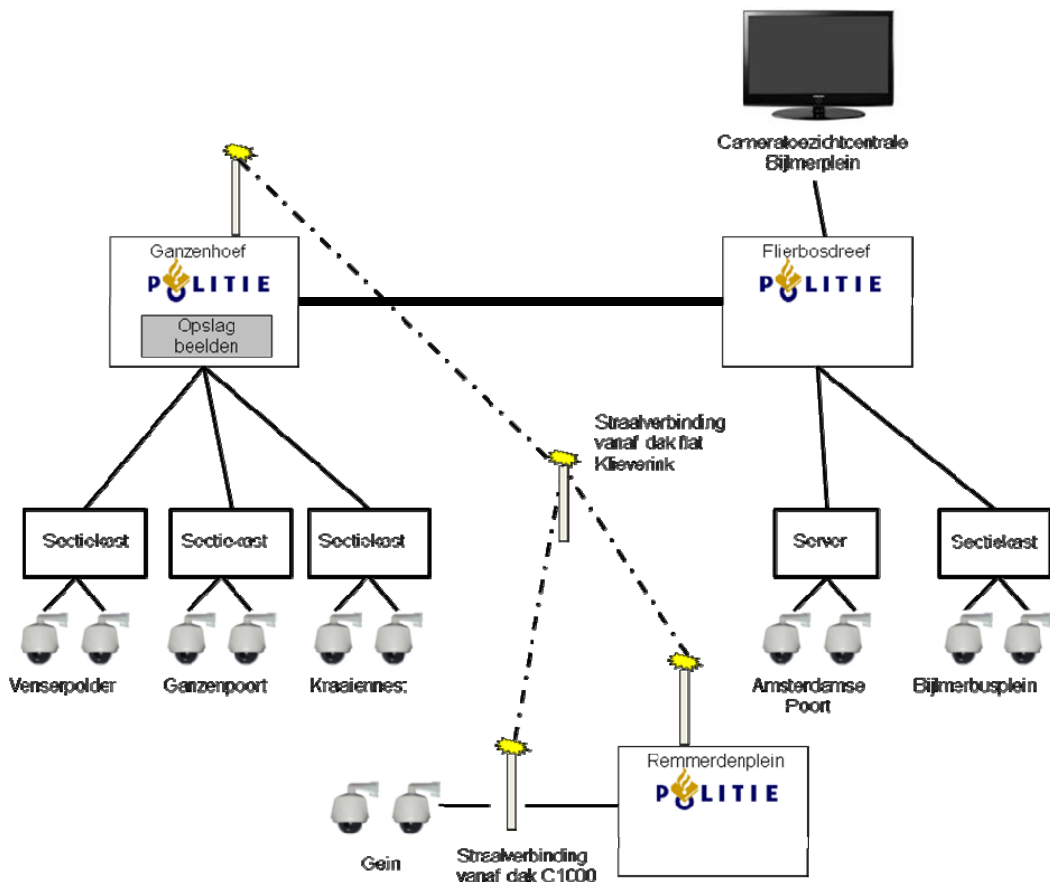 Cameratoezichtcentrale
Bijlmerplein
Ganzenhoef
POLITIE
Opslag
beelden
Flierbosdreef
POLITIE
Straalverbinding
vanaf dak flat
Klieverink
Sectiekast
Sectiekast
Sectiekast
Server
Sectiekast
Venserpolder
Ganzenpoort
Kraaiennest
Amsterdamse
Poort
Bijlmerbusplein
Remmerdenplein
POLITIE
Gein
Straalverbinding
vanaf dak C1000